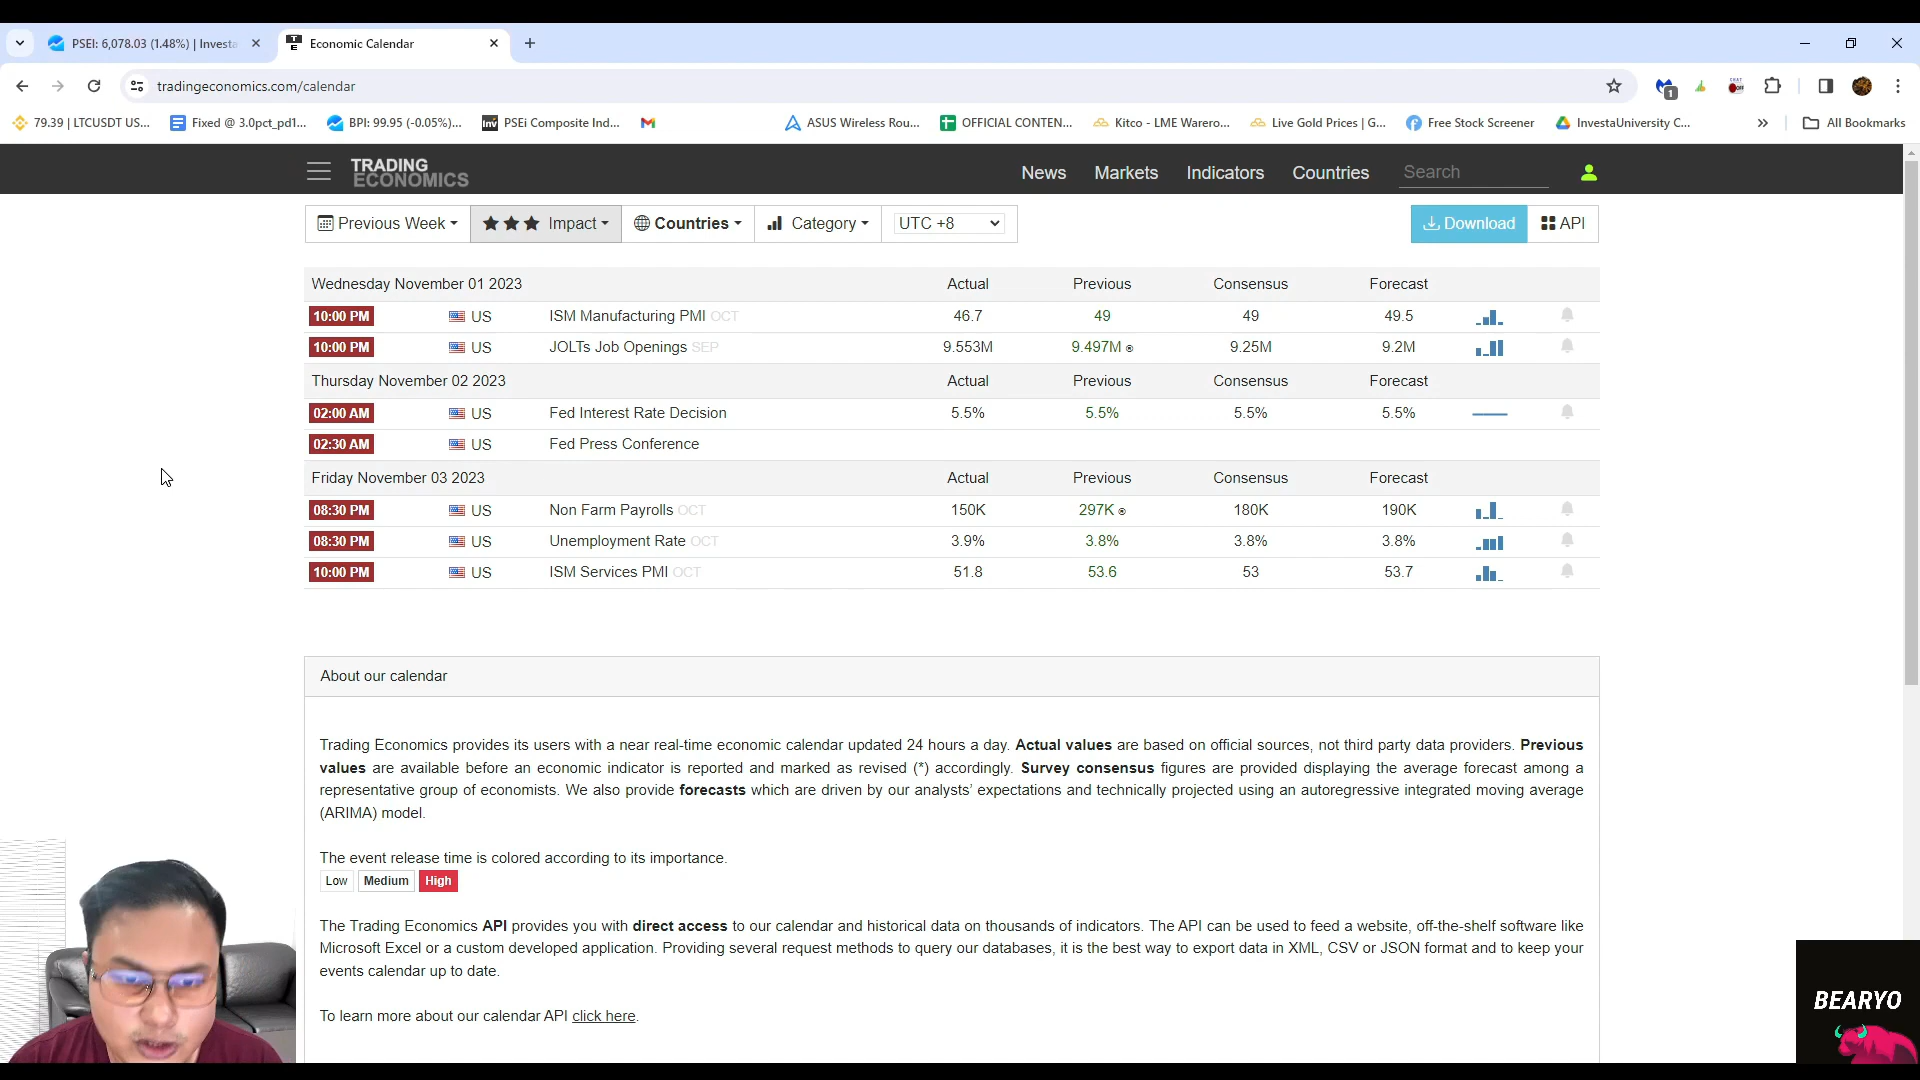 PSEI: 6,078.03 (1.48%) | Investa
Economic Calendar
tradingeconomics.com/calendar
1
79.39 | LTCUSDT US...
Fixed @ 3.0pct_pd1...
BPI: 99.95 (-0.05%)...
Inv PSEi Composite Ind...
ASUS Wireless Rou...
OFFICIAL CONTEN...
Kitco - LME Warero...
Live Gold Prices | G...
Free Stock Screener
InvestaUniversity C...
All Bookmarks
TRADING
ECONOMICS
News
Markets
Indicators
Countries
Search
Previous Week
Impact
Countries
Category
UTC +8
Download
API
Wednesday November 01 2023 Actual Previous Consensus Forecast
10:00 PM US ISM Manufacturing PMI OCT 46.7 49 49 49.5
10:00 PM US JOLTs Job Openings SEP 9.553M 9.497M ® 9.25M 9.2M
Thursday November 02 2023 Actual Previous Consensus Forecast
02:00 AM US Fed Interest Rate Decision 5.5% 5.5% 5.5% 5.5%
02:30 AM US Fed Press Conference
Friday November 03 2023 Actual Previous Consensus Forecast
08:30 PM US Non Farm Payrolls OCT 150K 297K ® 180K 190K
08:30 PM US Unemployment Rate OCT 3.9% 3.8% 3.8% 3.8%
10:00 PM US ISM Services PMI OCT 51.8 53.6 53 53.7
About our calendar
Trading Economics provides its users with a near real-time economic calendar updated 24 hours a day. Actual values are based on official sources, not third party data providers. Previous
values are available before an economic indicator is reported and marked as revised (*) accordingly. Survey consensus figures are provided displaying the average forecast among a
representative group of economists. We also provide forecasts which are driven by our analysts' expectations and technically projected using an autoregressive integrated moving average
(ARIMA) model.
The event release time is colored according to its importance.
Low Medium High
The Trading Economics API provides you with direct access to our calendar and historical data on thousands of indicators. The API can be used to feed a website, off-the-shelf software like
Microsoft Excel or a custom developed application. Providing several request methods to query our databases, it is the best way to export data in XML, CSV or JSON format and to keep your
events calendar up to date.
To learn more about our calendar API click here.
BEARYO